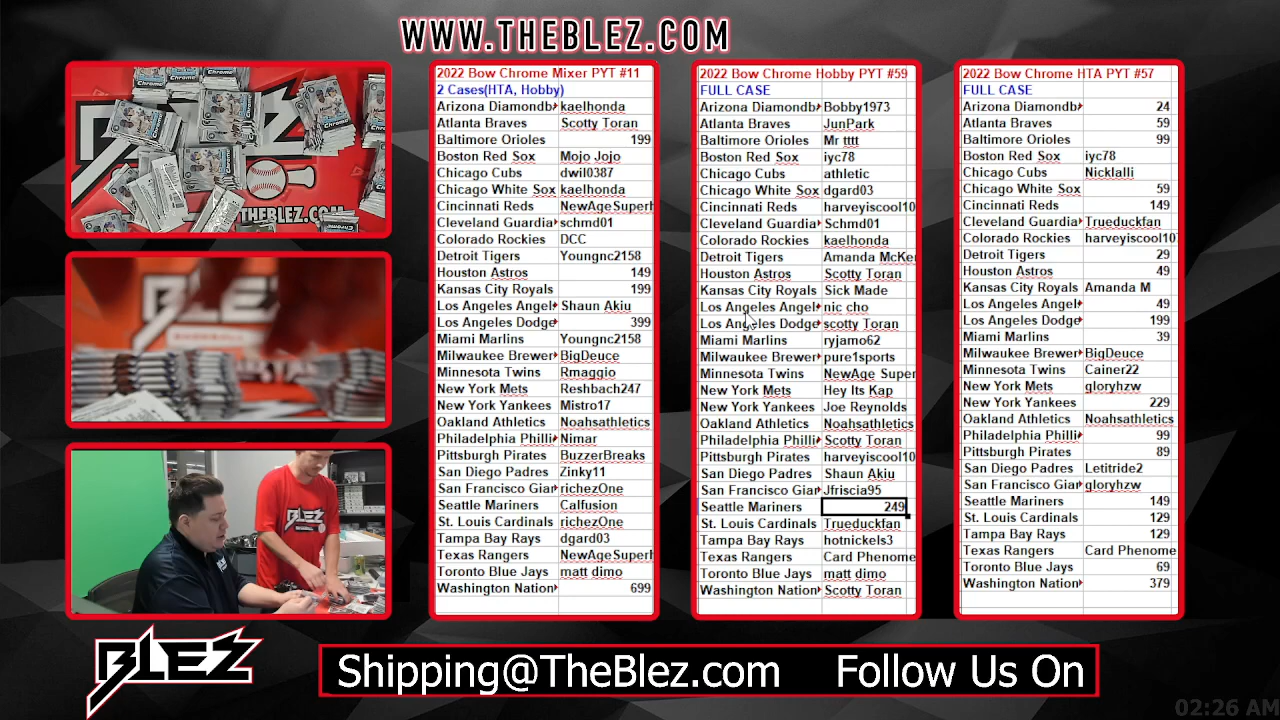 WWW.THEBLEZ.COM
2022 Bow Chrome Mixer PYT #11
2 Cases(HTA, Hobby)
Arizona Diamondb kaelhonda
Atlanta Braves Scotty Toran
Baltimore Orioles 199
Boston Red Sox Mojo Jojo
Chicago Cubs dwil0387
Chicago White Sox kaelhonda
Cincinnati Reds NewAgeSuperh
Cleveland Guardia schmd01
Colorado Rockies DCC
Detroit Tigers Youngnc2158
Houston Astros 149
Kansas City Royals 199
Los Angeles Angel Shaun Akiu
Los Angeles Dodge 399
Miami Marlins Youngnc2158
Milwaukee Brewer BigDeuce
Minnesota Twins Rmaggio
New York Mets Reshbach247
New York Yankees Mistro17
Oakland Athletics Noahsathletics
Philadelphia Philli Nimar
Pittsburgh Pirates BuzzerBreaks
San Diego Padres Zinky11
San Francisco Giar richezOne
Seattle Mariners Calfusion
St. Louis Cardinals richezOne
Tampa Bay Rays dgard03
Texas Rangers NewAgeSuperh
Toronto Blue Jays matt dimo
Washington Nation 699
2022 Bow Chrome Hobby PYT #59
FULL CASE
Arizona Diamondb Bobby1973
Atlanta Braves JunPark
Baltimore Orioles Mr tttt
Boston Red Sox iyc78
Chicago Cubs athletic
Chicago White Sox dgard03
Cincinnati Reds harveyiscool10
Cleveland Guardia Schmd01
Colorado Rockies kaelhonda
Detroit Tigers Amanda McKe
Houston Astros Scotty Toran
Kansas City Royals Sick Made
Los Angeles Angel nic cho
Los Angeles Dodge scotty Toran
Miami Marlins ryjamo62
Milwaukee Brewer pure1sports
Minnesota Twins NewAge Super
New York Mets Hey Its Kap
New York Yankees Joe Reynolds
Oakland Athletics Noahsathletics
Philadelphia Philli Scotty Toran
Pittsburgh Pirates harveyiscool10
San Diego Padres Shaun Akiu
San Francisco Giar Jfriscia95
Seattle Mariners 249
St. Louis Cardinals Trueduckfan
Tampa Bay Rays hotnickels3
Texas Rangers Card Phenome
Toronto Blue Jays matt dimo
Washington Nation Scotty Toran
2022 Bow Chrome HTA PYT #57
FULL CASE
Arizona Diamondb 24
Atlanta Braves 59
Baltimore Orioles 99
Boston Red Sox iyc78
Chicago Cubs Nicklalli
Chicago White Sox 59
Cincinnati Reds 149
Cleveland Guardia Trueduckfan
Colorado Rockies harveyiscool10
Detroit Tigers 29
Houston Astros 49
Kansas City Royals Amanda M
Los Angeles Angel 49
Los Angeles Dodge 199
Miami Marlins 39
Milwaukee Brewer BigDeuce
Minnesota Twins Cainer22
New York Mets gloryhzw
New York Yankees 229
Oakland Athletics Noahsathletics
Philadelphia Philli 99
Pittsburgh Pirates 89
San Diego Padres Letitride2
San Francisco Giar gloryhzw
Seattle Mariners 149
St. Louis Cardinals 129
Tampa Bay Rays 129
Texas Rangers Card Phenome
Toronto Blue Jays 69
Washington Nation 379
THEBLEZ.COM
BLEZ
BASEBALL
BLEZ
BLEZ
Shipping@TheBlez.com Follow Us On
02:26 AM